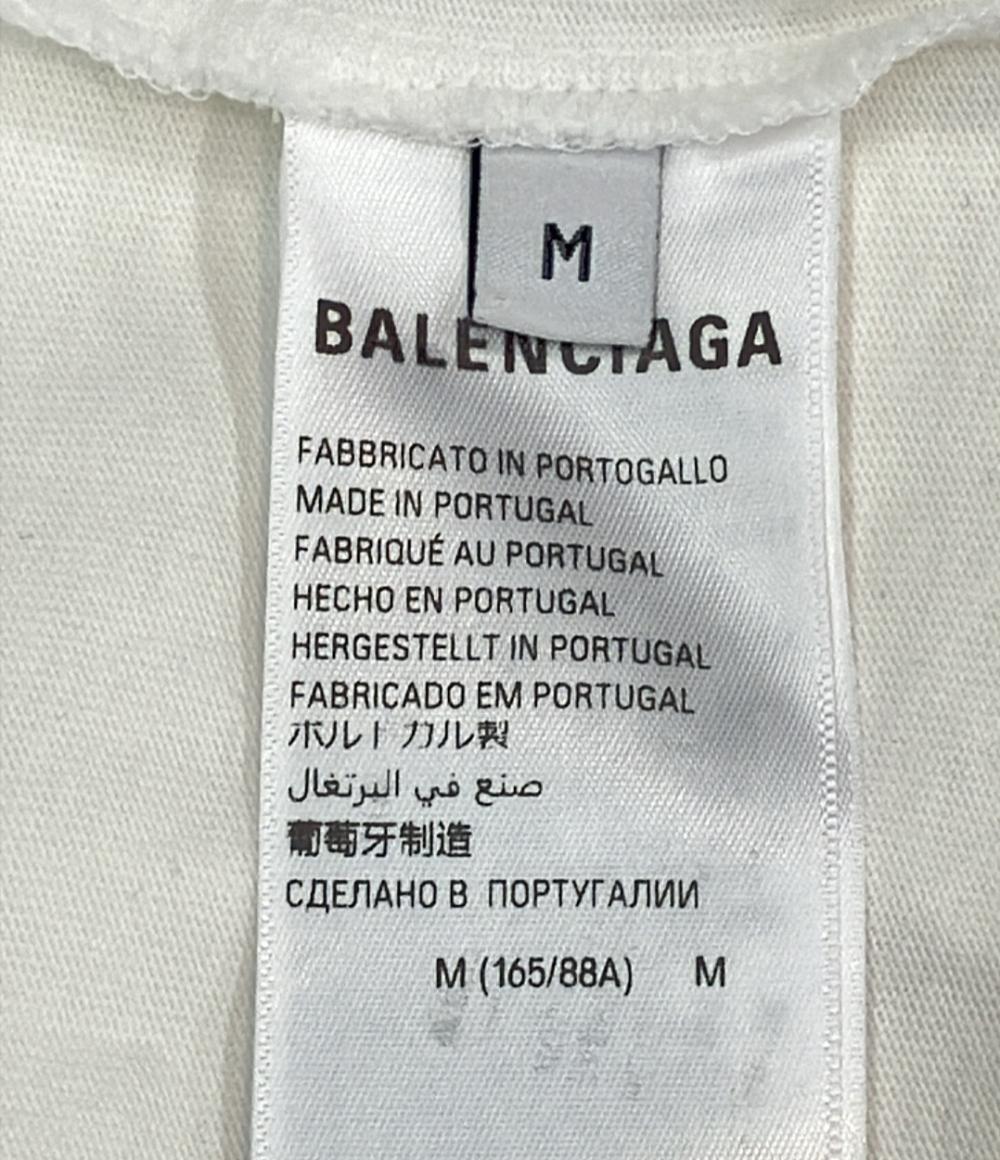 M
BALENCIAGA
FABBRICATO IN PORTOGALLO
MADE IN PORTUGAL
FABRIQUÉ AU PORTUGAL
HECHO EN PORTUGAL
HERGESTELLT IN PORTUGAL
FABRICADO EM PORTUGAL
ポルトガル製
صنع في البرتغال
葡萄牙制造
СДЕЛАНО В ПОРТУГАЛИИ
M (165/88A) M